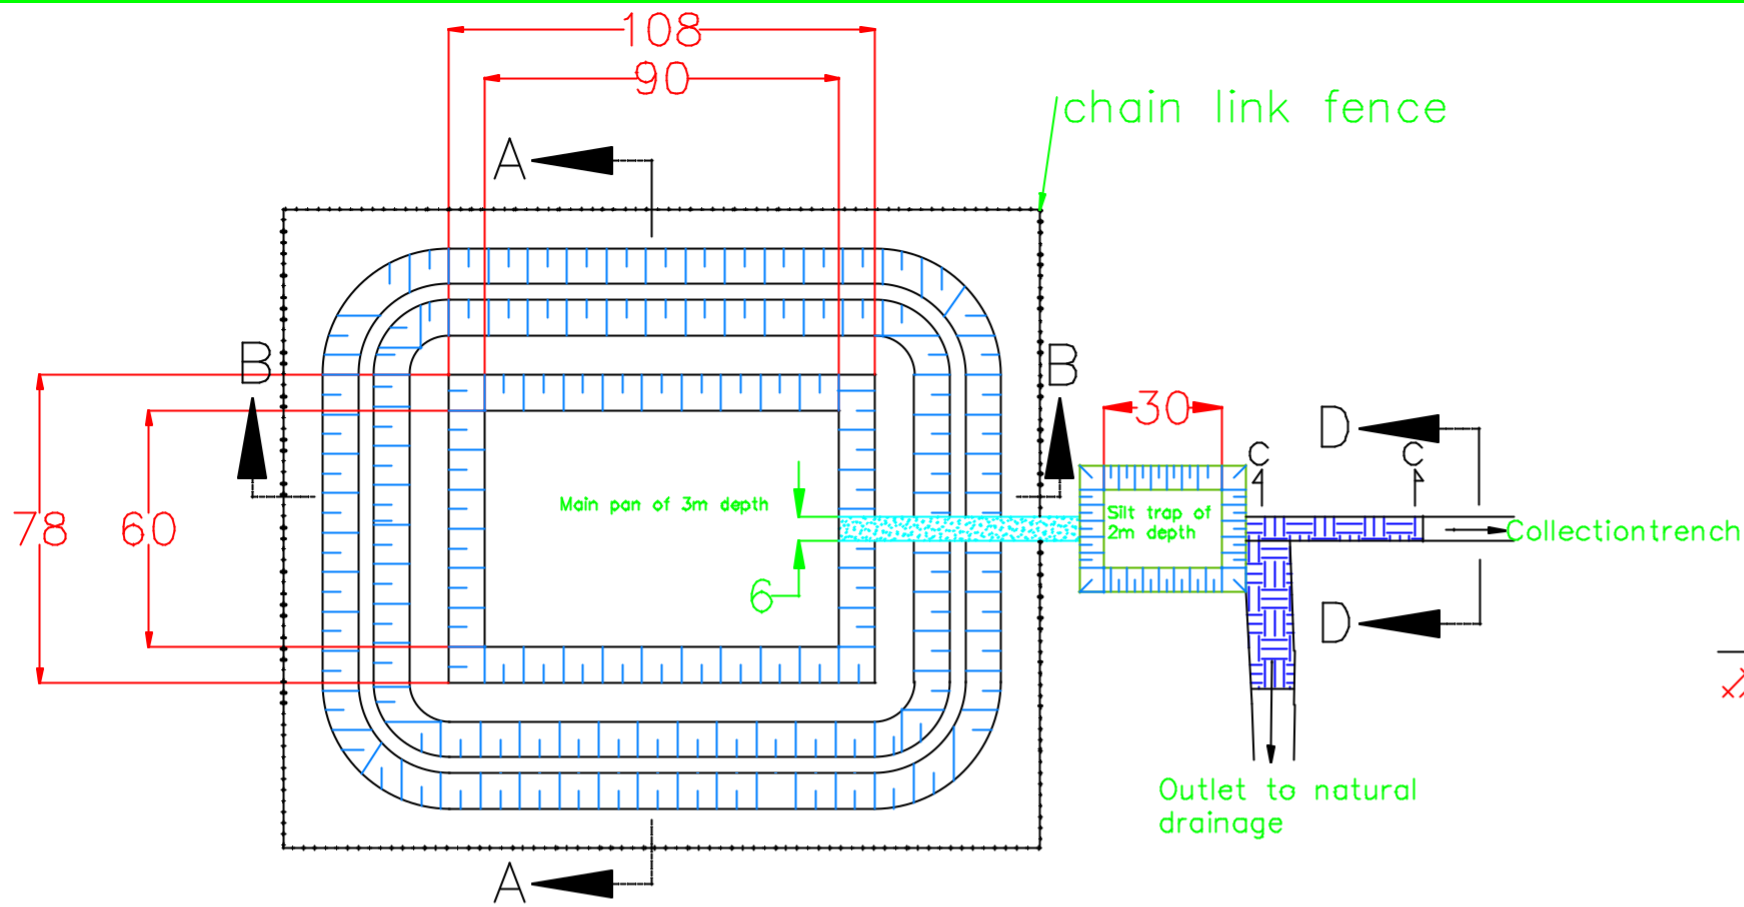 108
90
chain link fence
A
B
B
30
D
C
C
78
60
Main pan of 3m depth
Silt trap of
2m depth
Collectiontrench
6
D
Outlet to natural
drainage
A